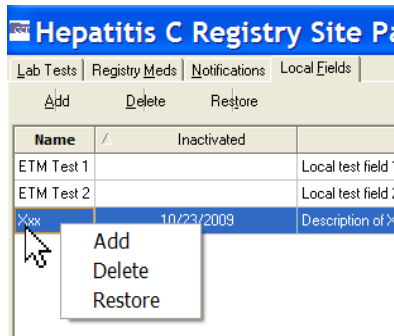 Hepatitis C Registry Site Pa
Lab Tests Registry Meds Notifications Local Fields
Add Delete Restore
Name Inactivated
ETM Test 1 Local test field
ETM Test 2 Local test field
Xxx 10/23/2009 Description of X
Add
Delete
Restore